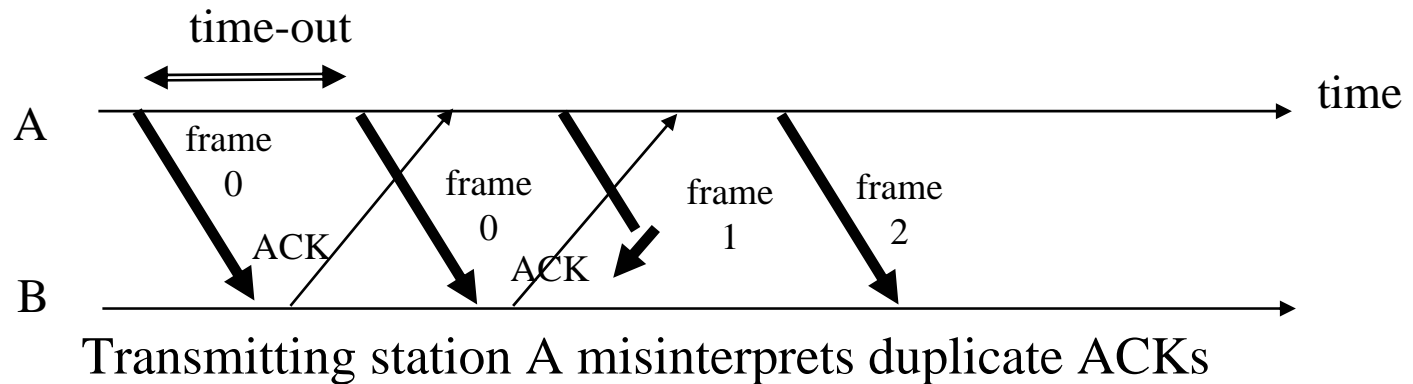 time-out
time
A
frame
0
ACK
frame
0
ACK
frame
1
frame
2
B
Transmitting station A misinterprets duplicate ACKs